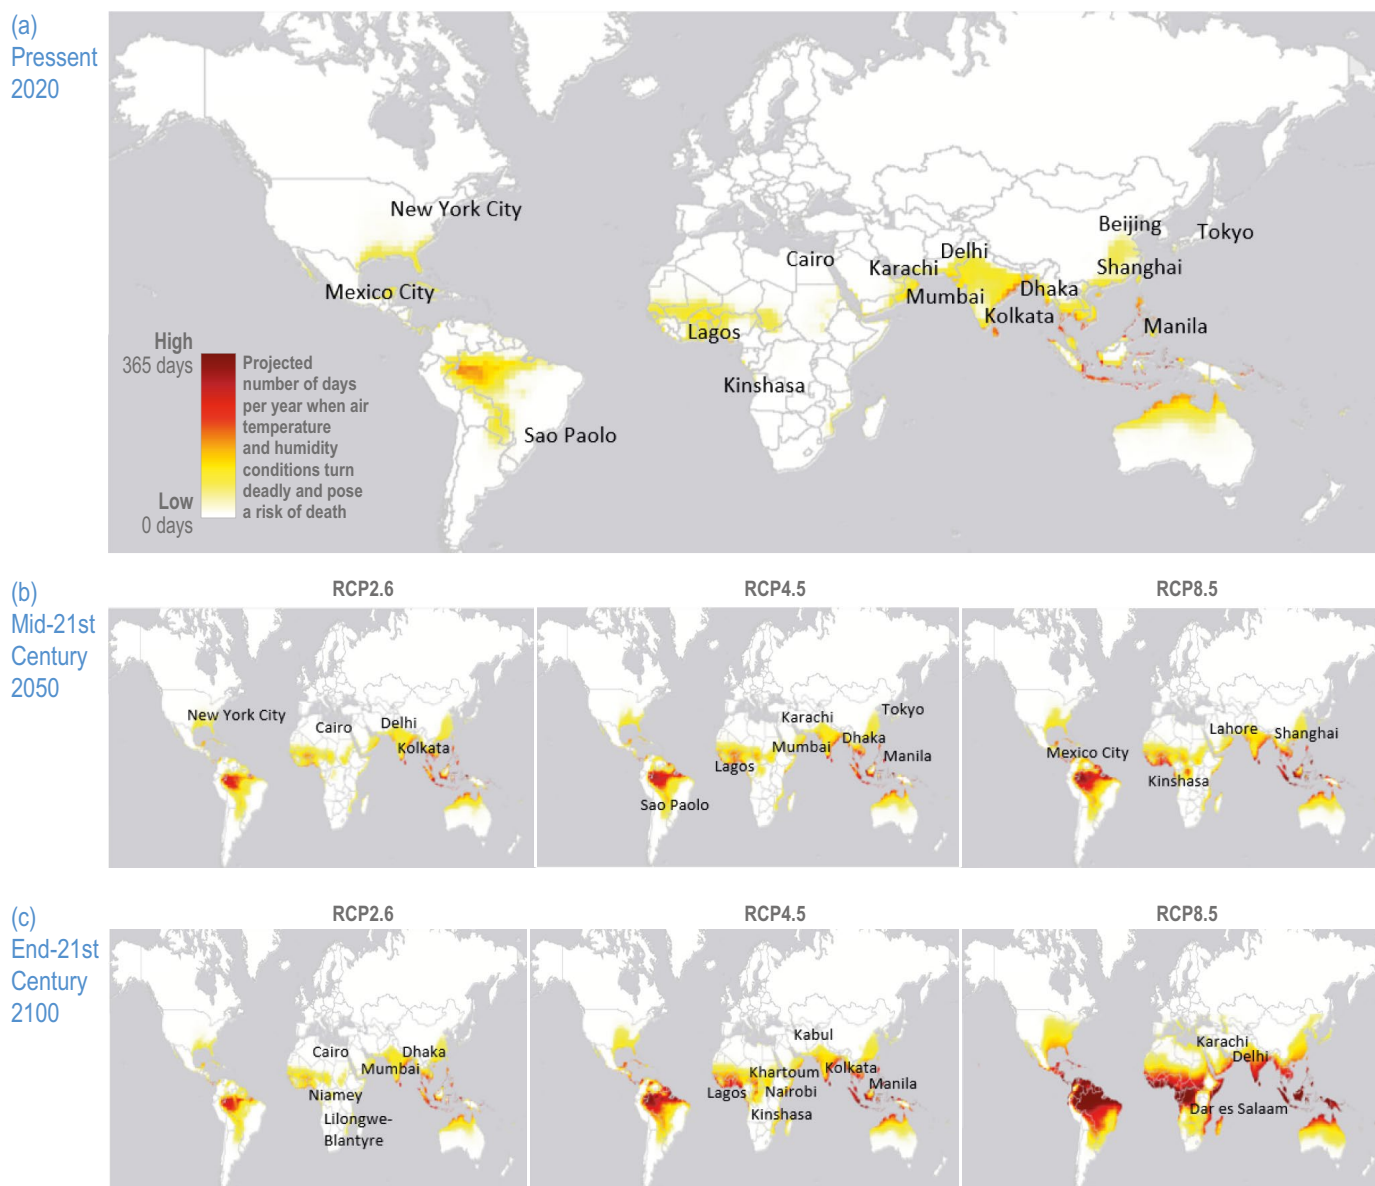 (a)
Pressent
2020
New York City
Mexico City
Sao Paolo
Lagos
Kinshasa
Cairo
Karachi
Delhi
Mumbai
Kolkata
Dhaka
Beijing
Shanghai
Tokyo
Manila
High
365 days
Low
0 days
Projected
number of days
per year when air
temperature
and humidity
conditions turn
deadly and pose
a risk of death
(b)
Mid-21st
Century
2050
RCP2.6
New York City
Cairo
Delhi
Kolkata
RCP4.5
Karachi
Tokyo
Mumbai
Dhaka
Manila
Lagos
Sao Paolo
RCP8.5
Lahore
Shanghai
Mexico City
Kinshasa
(c)
End-21st
Century
2100
RCP2.6
Cairo
Dhaka
Mumbai
Niamey
Lilongwe-
Blantyre
RCP4.5
Kabul
Khartoum
Kolkata
Lagos
Nairobi
Manila
Kinshasa
RCP8.5
Karachi
Delhi
Dar es Salaam